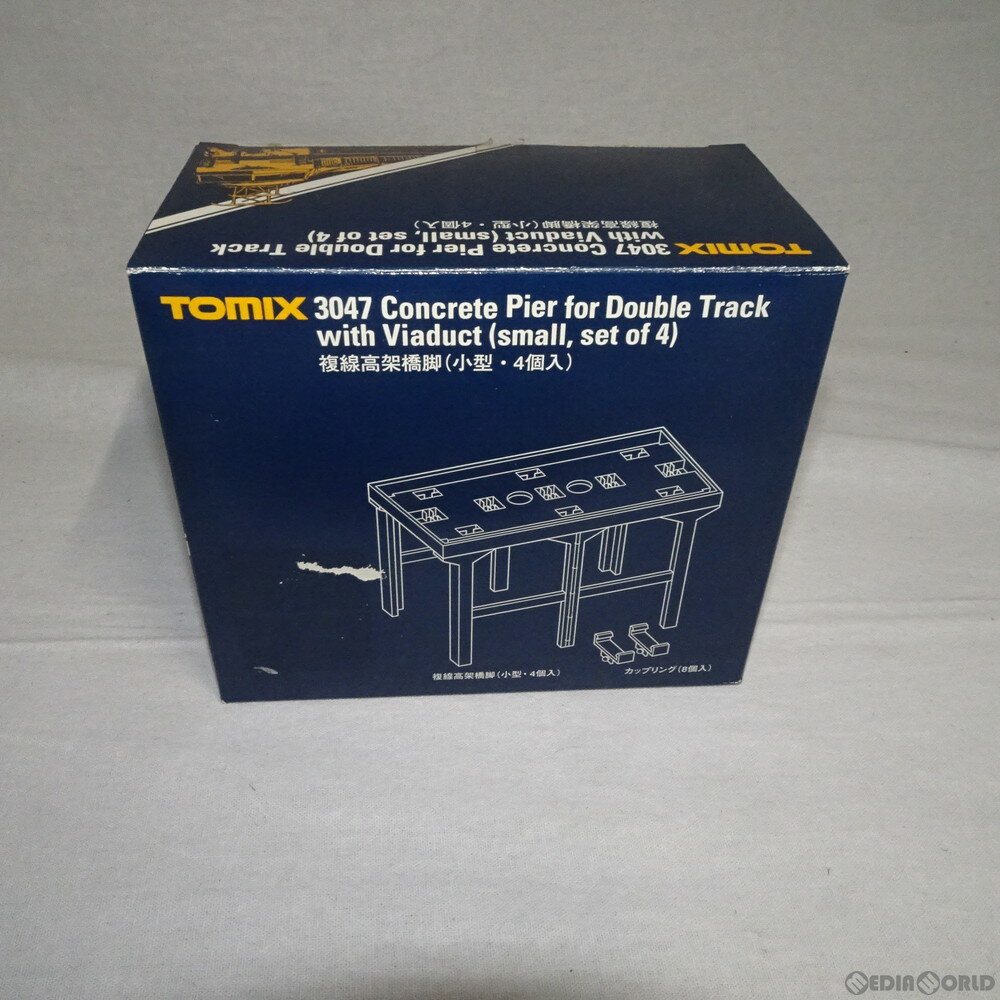 TOMIX 3047 Concrete Pier for Double Track
with Viaduct (small, set of 4)
複線高架橋脚(小型・4個入)
TOMIX 3047 Concrete Pier for Double Track
with Viaduct (small, set of 4)
複線高架橋脚(小型・4個入)
複線高架橋脚(小型・4個入)
カップリング(8個入)
MEDIAWORLD